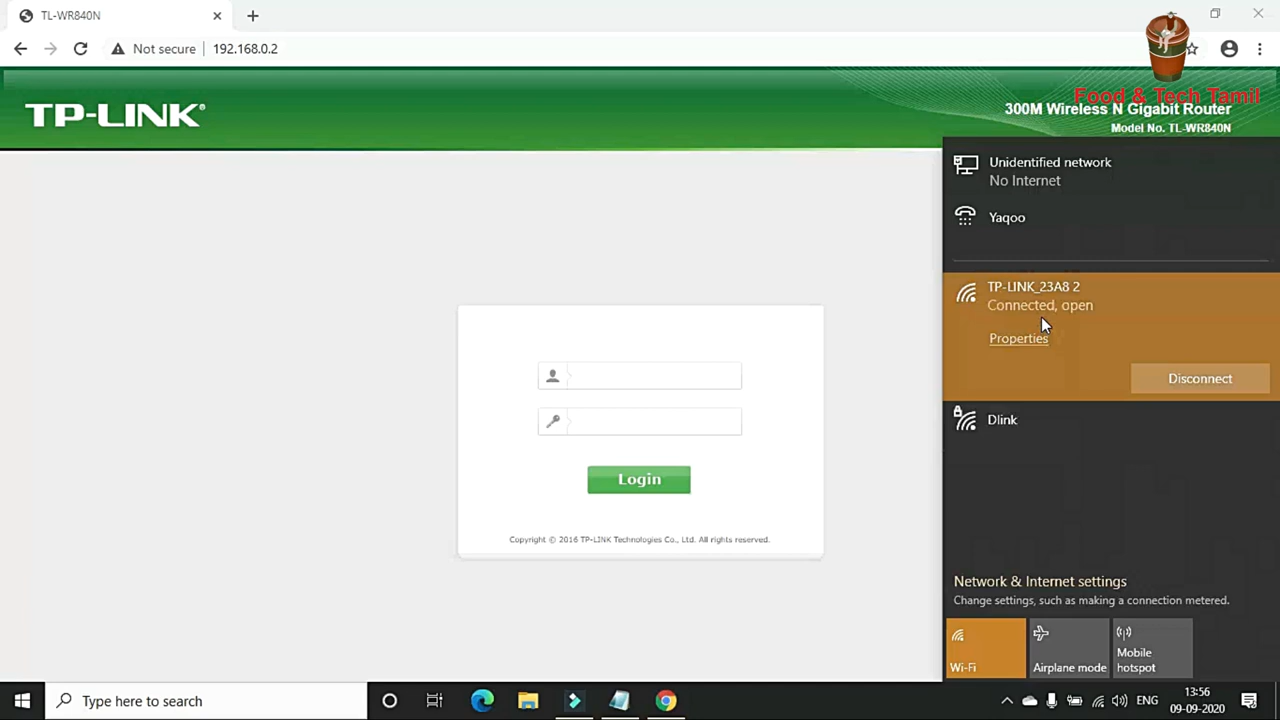 TL-WR840N
Not secure
192.168.0.2
TP-LINK®
Food & Tech Tamil
300M Wireless N Gigabit Router
Model No. TL-WR840N
Unidentified network
No Internet
Yaqoo
TP-LINK_23A8 2
Connected, open
Properties
Disconnect
Dlink
Login
Copyright © 2016 TP-LINK Technologies Co., Ltd. All rights reserved.
Network & Internet settings
Change settings, such as making a connection metered.
Wi-Fi
Airplane mode
Mobile
hotspot
Type here to search
ENG
13:56
09-09-2020